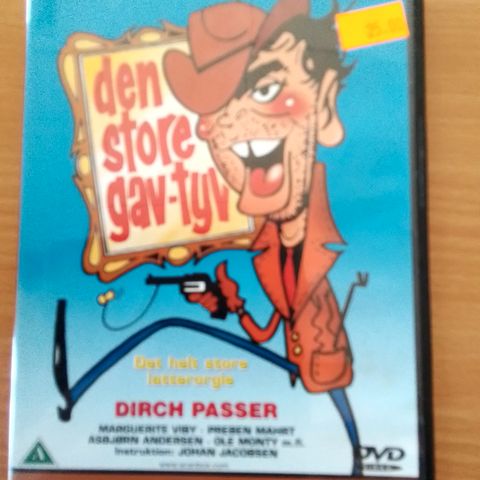 den
store
gav-tyv
Det helt store
latterorgie
DIRCH PASSER
MARGUERITE VIBY · PREBEN MAHRT
ASBJØRN ANDERSEN · OLE MONTY m.fl.
Instruktion: JOHAN JACOBSEN
A
DVD
VIDEO